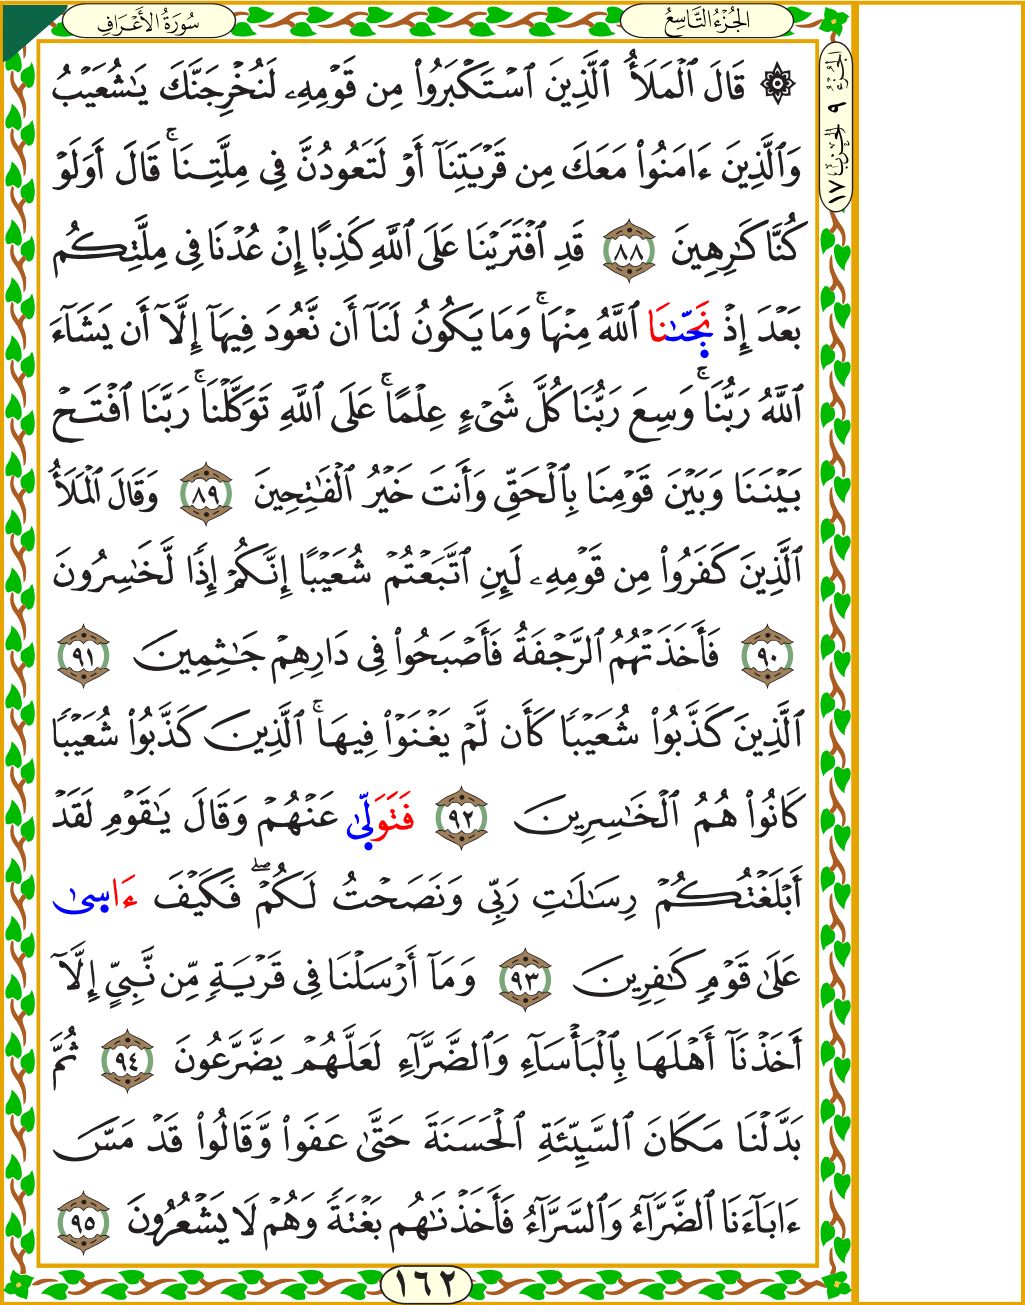 سُورَةُ الأَعْرَافِ
الجُزْءُ التَّاسِعُ
الجزء ٩ الحزب ١٧
۞ قَالَ ٱلْمَلَأُ ٱلَّذِينَ ٱسْتَكْبَرُوا۟ مِن قَوْمِهِۦ لَنُخْرِجَنَّكَ يَـٰشُعَيْبُ
وَٱلَّذِينَ ءَامَنُوا۟ مَعَكَ مِن قَرْيَتِنَآ أَوْ لَتَعُودُنَّ فِى مِلَّتِنَا ۚ قَالَ أَوَلَوْ
كُنَّا كَـٰرِهِينَ ٨٨ قَدِ ٱفْتَرَيْنَا عَلَى ٱللَّهِ كَذِبًا إِنْ عُدْنَا فِى مِلَّتِكُم
بَعْدَ إِذْ نَجَّىٰنَا ٱللَّهُ مِنْهَا ۚ وَمَا يَكُونُ لَنَآ أَن نَّعُودَ فِيهَآ إِلَّآ أَن يَشَآءَ
ٱللَّهُ رَبُّنَا ۚ وَسِعَ رَبُّنَا كُلَّ شَىْءٍ عِلْمًا ۚ عَلَى ٱللَّهِ تَوَكَّلْنَا ۚ رَبَّنَا ٱفْتَحْ
بَيْنَنَا وَبَيْنَ قَوْمِنَا بِٱلْحَقِّ وَأَنتَ خَيْرُ ٱلْفَـٰتِحِينَ ٨٩ وَقَالَ ٱلْمَلَأُ
ٱلَّذِينَ كَفَرُوا۟ مِن قَوْمِهِۦ لَئِنِ ٱتَّبَعْتُمْ شُعَيْبًا إِنَّكُمْ إِذًا لَّخَـٰسِرُونَ
٩٠ فَأَخَذَتْهُمُ ٱلرَّجْفَةُ فَأَصْبَحُوا۟ فِى دَارِهِمْ جَـٰثِمِينَ ٩١
ٱلَّذِينَ كَذَّبُوا۟ شُعَيْبًا كَأَن لَّمْ يَغْنَوْا۟ فِيهَا ۚ ٱلَّذِينَ كَذَّبُوا۟ شُعَيْبًا
كَانُوا۟ هُمُ ٱلْخَـٰسِرِينَ ٩٢ فَتَوَلَّىٰ عَنْهُمْ وَقَالَ يَـٰقَوْمِ لَقَدْ
أَبْلَغْتُكُمْ رِسَـٰلَـٰتِ رَبِّى وَنَصَحْتُ لَكُمْ ۖ فَكَيْفَ ءَاسَىٰ
عَلَىٰ قَوْمٍ كَـٰفِرِينَ ٩٣ وَمَآ أَرْسَلْنَا فِى قَرْيَةٍ مِّن نَّبِىٍّ إِلَّآ
أَخَذْنَآ أَهْلَهَا بِٱلْبَأْسَآءِ وَٱلضَّرَّآءِ لَعَلَّهُمْ يَضَّرَّعُونَ ٩٤ ثُمَّ
بَدَّلْنَا مَكَانَ ٱلسَّيِّئَةِ ٱلْحَسَنَةَ حَتَّىٰ عَفَوا۟ وَّقَالُوا۟ قَدْ مَسَّ
ءَابَآءَنَا ٱلضَّرَّآءُ وَٱلسَّرَّآءُ فَأَخَذْنَـٰهُم بَغْتَةً وَهُمْ لَا يَشْعُرُونَ ٩٥
١٦٢